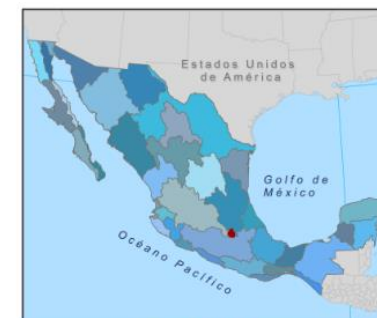 Estados Unidos
de América
Golfo de
México
Océano Pacífico